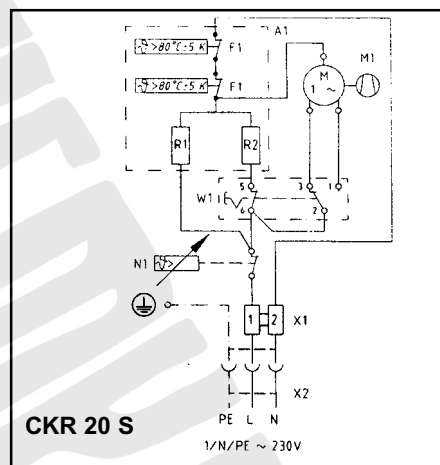 A1
>80°C±5 K F1
M1
M
1 ~
>80°C±5 K F1
R1 R2
5 3 1
W1
6 2
N1
1 2 X1
X2
PE L N
CKR 20 S
1/N/PE ~ 230V